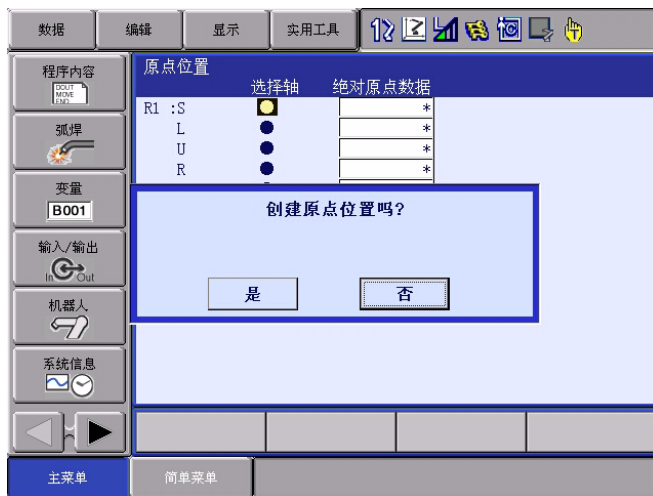 数据 编辑 显示 实用工具
程序内容
DOUT
MOVE
END
弧焊
变量
B001
输入/输出
In Out
机器人
系统信息
原点位置
选择轴 绝对原点数据
R1 :S *
L *
U *
R *
创建原点位置吗?
是 否
主菜单 简单菜单